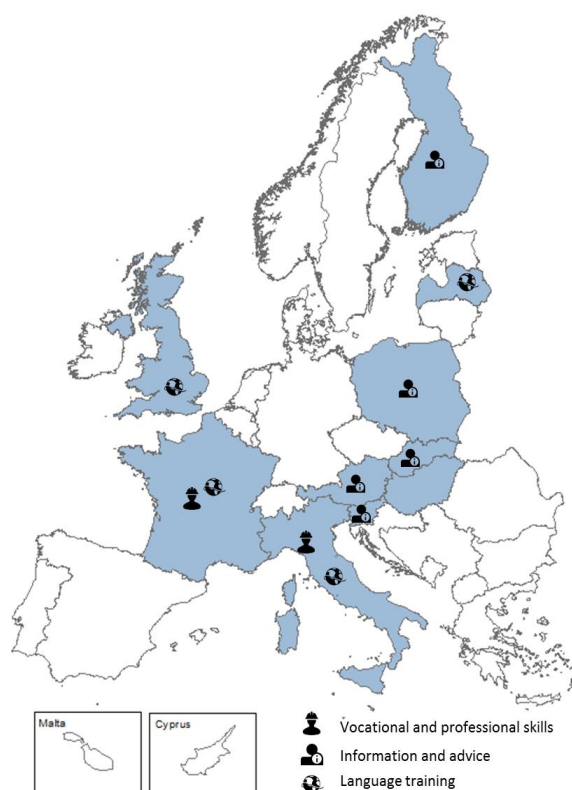 Malta
Cyprus
Vocational and professional skills
Information and advice
Language training